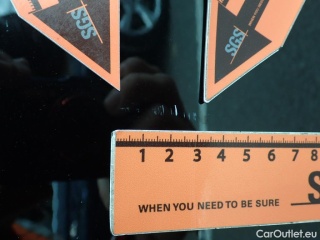 SGS
SGS
1 2 3 4 5 6 7 8
WHEN YOU NEED TO BE SURE
S
CarOutlet.eu